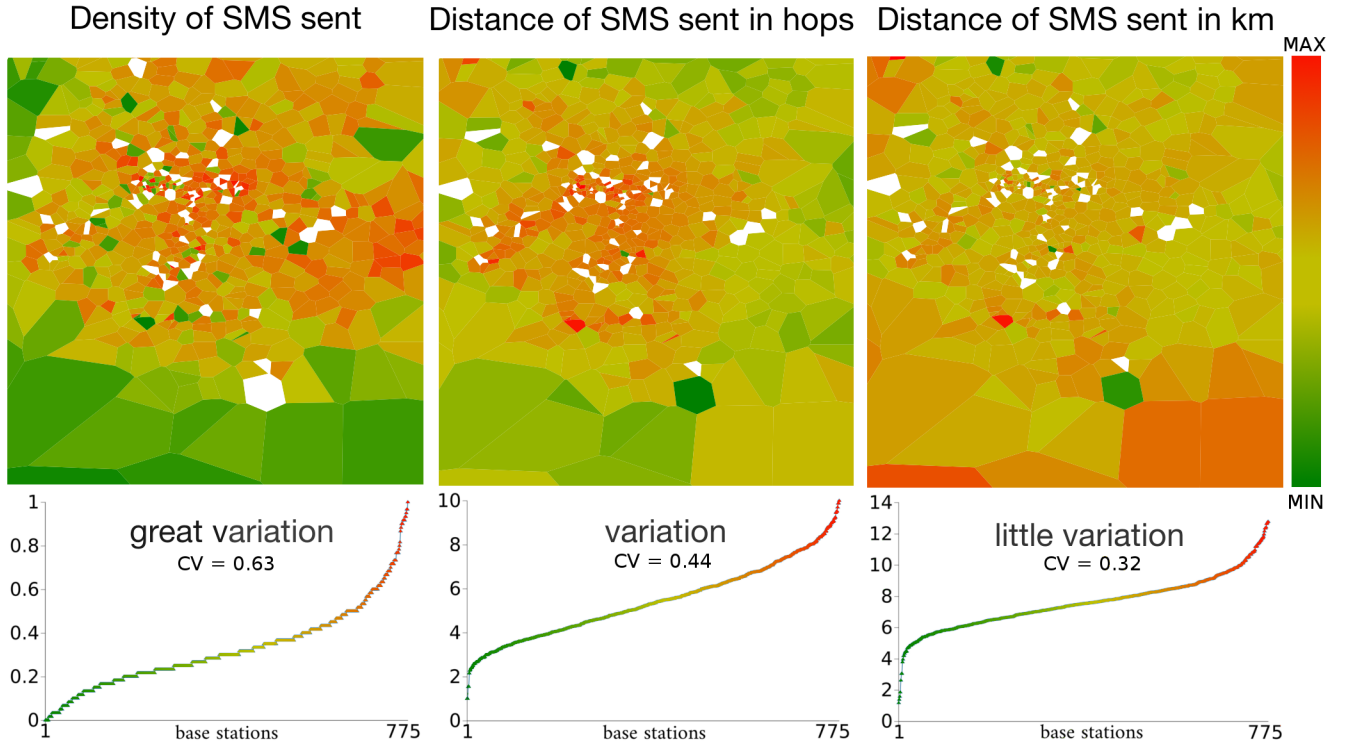 Density of SMS sent
Distance of SMS sent in hops
Distance of SMS sent in km
MAX
MIN
1
0.8
0.6
0.4
0.2
0
great variation
CV = 0.63
1
base stations
775
10
8
6
4
2
0
variation
CV = 0.44
1
base stations
775
14
12
10
8
6
4
2
0
little variation
CV = 0.32
1
base stations
775